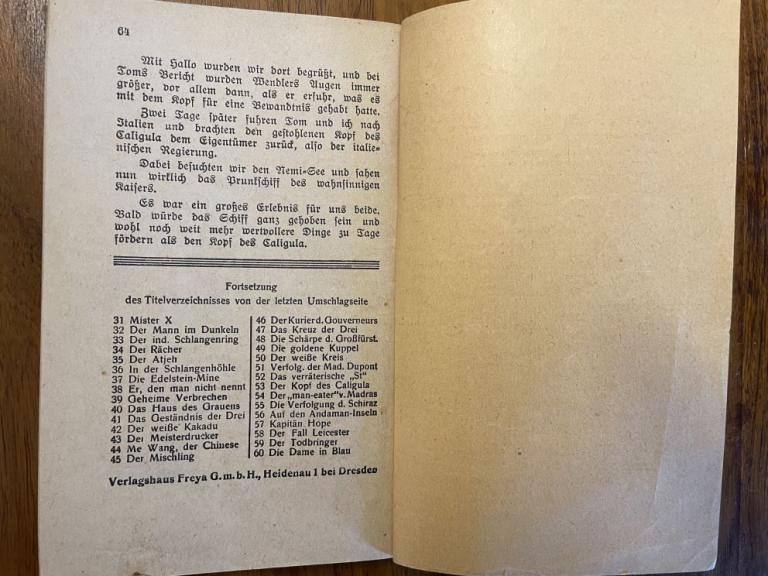 64
Mit Hallo wurden wir dort begrüßt, und bei
Toms Bericht wurden Wendlers Augen immer
größer, vor allem dann, als er erfuhr, was es
mit dem Kopf für eine Bewandtnis gehabt hatte.
Zwei Tage später fuhren Tom und ich nach
Italien und brachten den gestohlenen Kopf des
Caligula dem Eigentümer zurück, also der italie-
nischen Regierung.
Dabei besuchten wir den Nemi-See und sahen
nun wirklich das Prunkschiff des wahnsinnigen
Kaisers.
Es war ein großes Erlebnis für uns beide.
Bald würde das Schiff ganz gehoben sein und
wohl noch weit mehr wertvollere Dinge zu Tage
fördern als den Kopf des Caligula.
Fortsetzung
des Titelverzeichnisses von der letzten Umschlagseite
31 Mister X
32 Der Mann im Dunkeln
33 Der ind. Schlangenring
34 Der Rächer
35 Der Atjeh
36 In der Schlangenhöhle
37 Die Edelstein-Mine
38 Er, den man nicht nennt
39 Geheime Verbrechen
40 Das Haus des Grauens
41 Das Geständnis der Drei
42 Der weiße Kakadu
43 Der Meisterdrucker
44 Me Wang, der Chinese
45 Der Mischling
46 Der Kurier d. Gouverneurs
47 Das Kreuz der Drei
48 Die Schärpe d. Großfürst.
49 Die goldene Kuppel
50 Der weiße Kreis
51 Verfolg. der Mad. Dupont
52 Das verräterische „St"
53 Der Kopf des Caligula
54 Der „man-eater" v. Madras
55 Die Verfolgung d. Schiraz
56 Auf den Andaman-Inseln
57 Kapitän Hope
58 Der Fall Leicester
59 Der Todbringer
60 Die Dame in Blau
Verlagshaus Freya G.m.b.H., Heidenau 1 bei Dresden